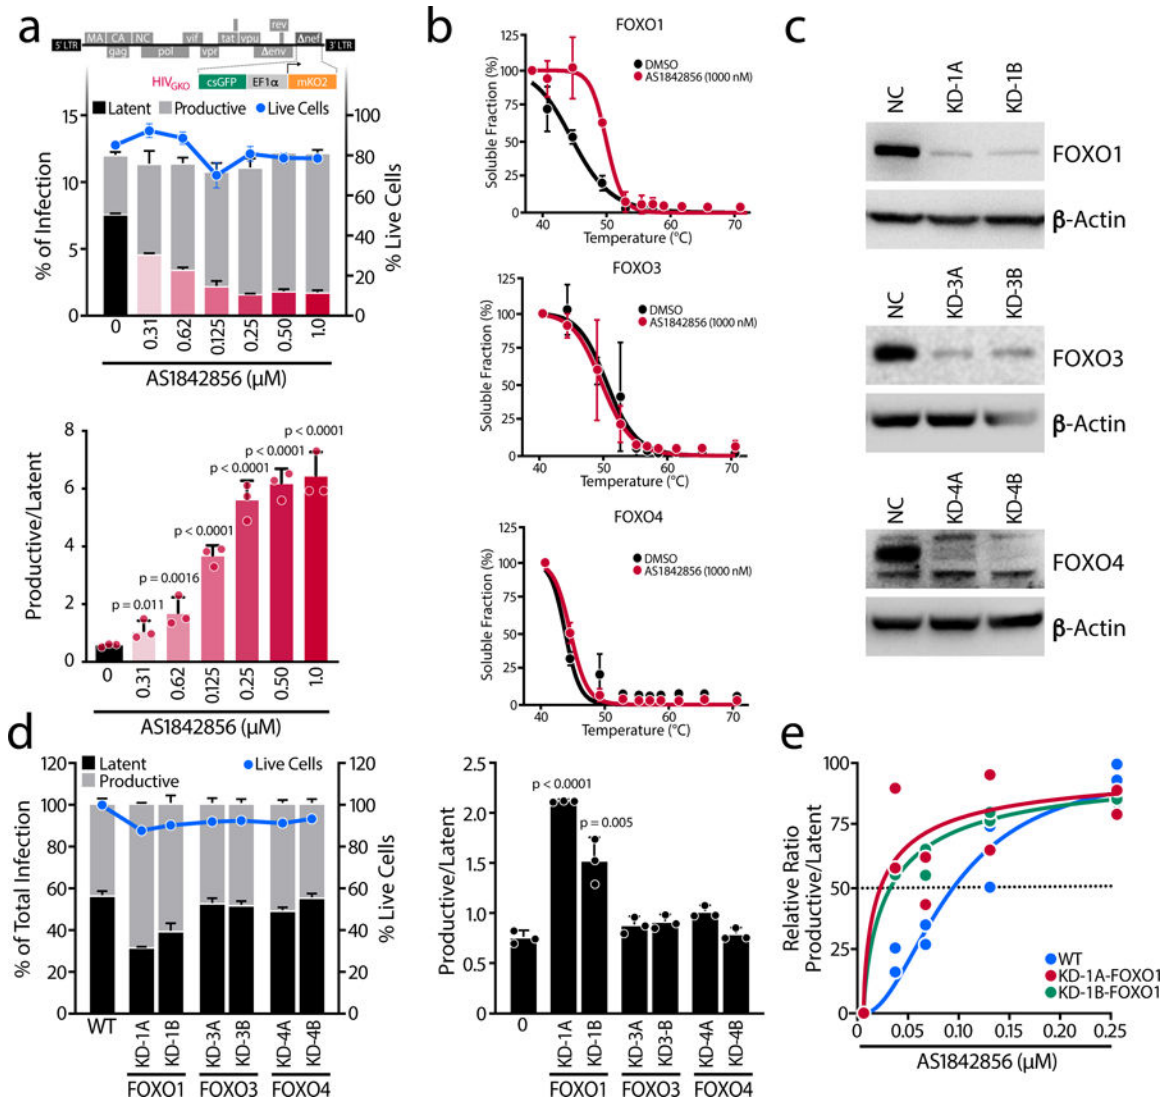 a
rev
MA CA NC vif tat vpu Δnef
5' LTR 3' LTR
gag pol vpr Δenv
HIVGKO csGFP EF1α mKO2
Latent Productive Live Cells
15 100
80
10 60
5 40
20
0 0
% of Infection
% Live Cells
0 0.31 0.62 0.125 0.25 0.50 1.0
AS1842856 (µM)
8
6
4
2
0
Productive/Latent
p = 0.011
p = 0.0016
p < 0.0001
p < 0.0001
p < 0.0001
p < 0.0001
0 0.31 0.62 0.125 0.25 0.50 1.0
AS1842856 (µM)
b
FOXO1
DMSO
AS1842856 (1000 nM)
Soluble Fraction (%)
125
100
75
50
25
0
40 50 60 70
Temperature (°C)
FOXO3
DMSO
AS1842856 (1000 nM)
Soluble Fraction (%)
125
100
75
50
25
0
40 50 60 70
Temperature (°C)
FOXO4
DMSO
AS1842856 (1000 nM)
Soluble Fraction (%)
125
100
75
50
25
0
40 50 60 70
Temperature (°C)
c
NC KD-1A KD-1B
FOXO1
β-Actin
NC KD-3A KD-3B
FOXO3
β-Actin
NC KD-4A KD-4B
FOXO4
β-Actin
d
Latent
Productive
Live Cells
120 120
100 100
80 80
60 60
40 40
20 20
0 0
% of Total Infection
% Live Cells
WT KD-1A KD-1B KD-3A KD-3B KD-4A KD-4B
FOXO1 FOXO3 FOXO4
2.5
2.0
1.5
1.0
0.5
0
Productive/Latent
p < 0.0001
p = 0.005
0 KD-1A KD-1B KD-3A KD3-B KD-4A KD-4B
FOXO1 FOXO3 FOXO4
e
100
75
50
25
0
Relative Ratio
Productive/Latent
WT
KD-1A-FOXO1
KD-1B-FOXO1
0 0.05 0.10 0.15 0.20 0.25
AS1842856 (µM)